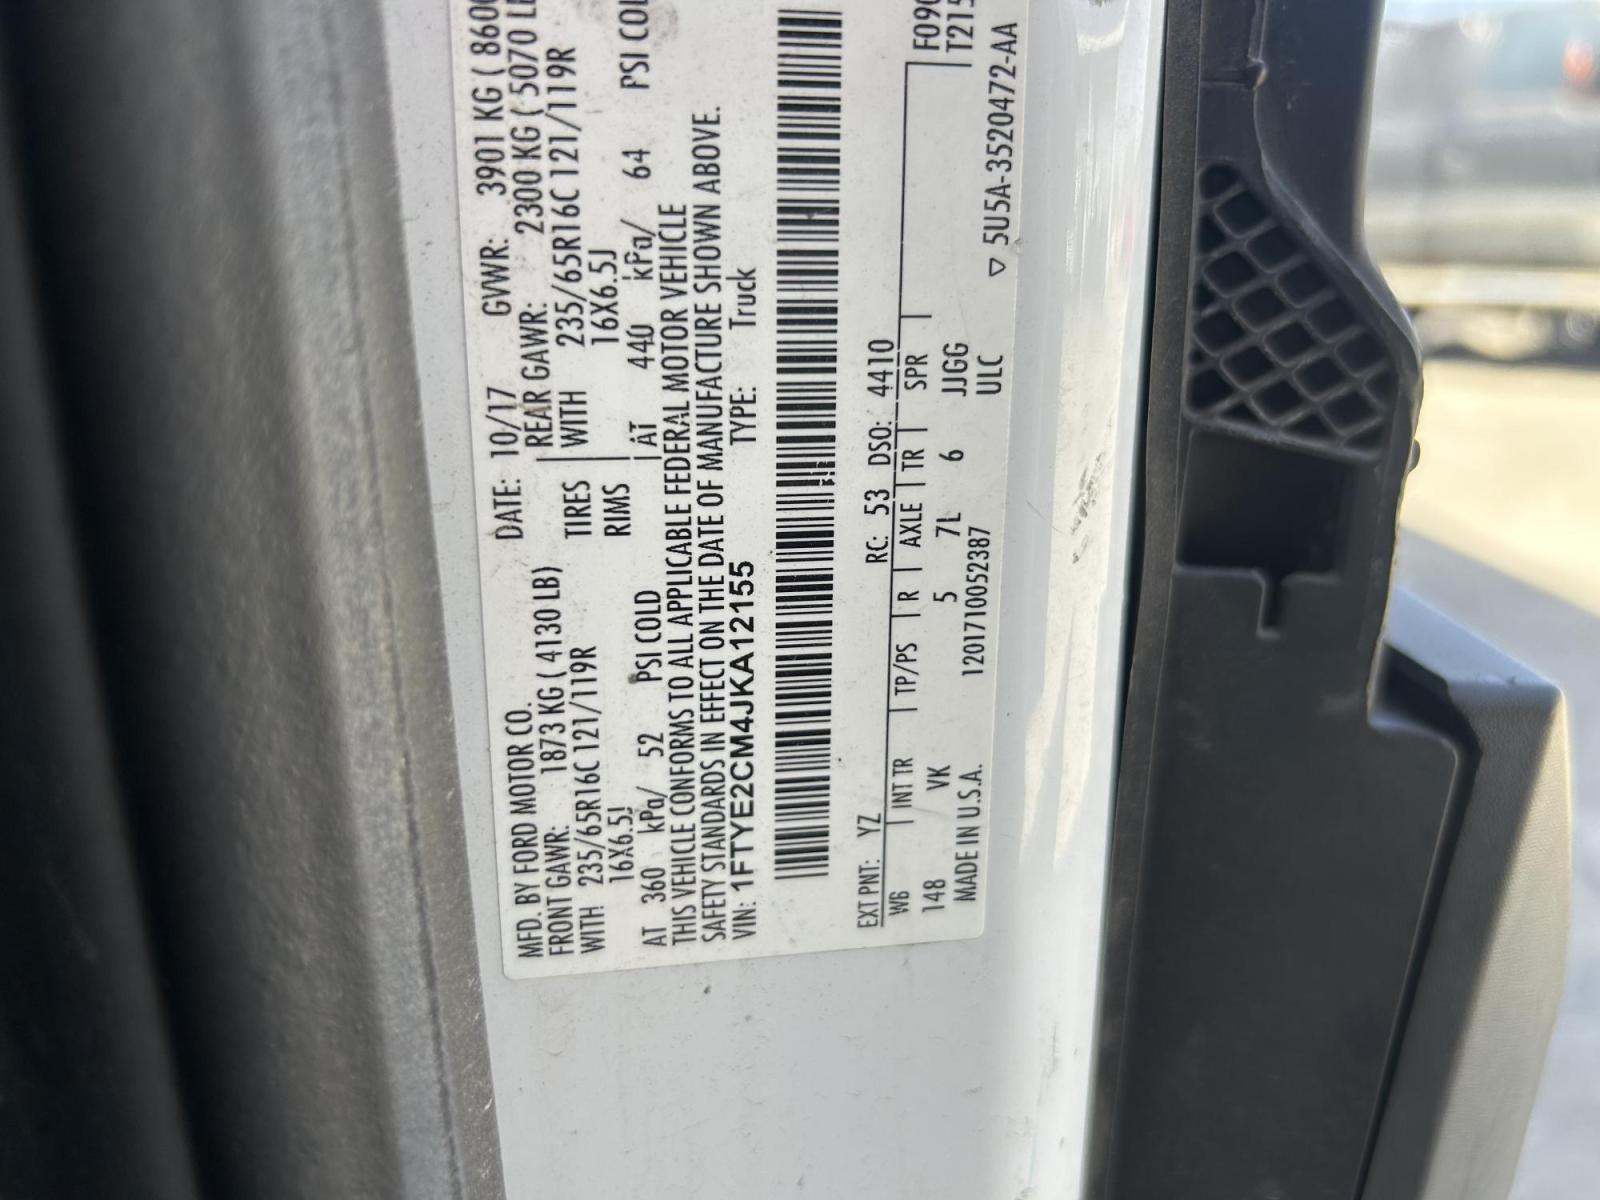 MFD. BY FORD MOTOR CO.
DATE: 10/17 GVWR: 3901 KG ( 8600
FRONT GAWR: 1873 KG ( 4130 LB)
REAR GAWR: 2300 KG ( 5070 LB
WITH 235/65R16C 121/119R TIRES WITH 235/65R16C 121/119R
16X6.5J RIMS 16X6.5J
AT 360 kPa/ 52 PSI COLD AT 440 kPa/ 64 PSI COL
THIS VEHICLE CONFORMS TO ALL APPLICABLE FEDERAL MOTOR VEHICLE
SAFETY STANDARDS IN EFFECT ON THE DATE OF MANUFACTURE SHOWN ABOVE.
VIN: 1FTYE2CM4JKA12155 TYPE: Truck
EXT PNT: YZ RC: 53 DSO: 4410 F090
WB INT TR TP/PS R AXLE TR SPR T215
148 VK 5 7L 6 JJGG
MADE IN U.S.A. 1201710052387 ULC ▽ 5U5A-3520472-AA